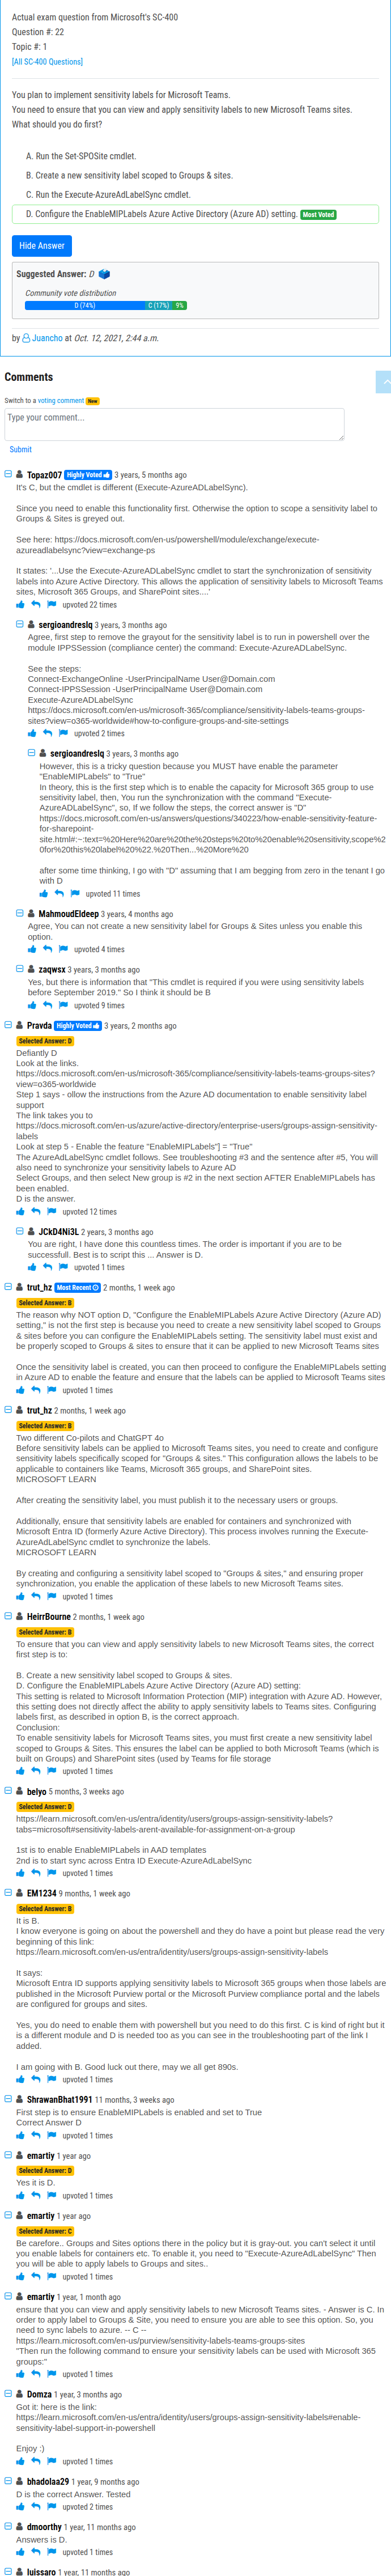 Actual exam question from Microsoft's SC-400
Question #: 22
Topic #: 1
[All SC-400 Questions]
You plan to implement sensitivity labels for Microsoft Teams.
You need to ensure that you can view and apply sensitivity labels to new Microsoft Teams sites.
What should you do first?
A. Run the Set-SPOSite cmdlet.
B. Create a new sensitivity label scoped to Groups & sites.
C. Run the Execute-AzureAdLabelSync cmdlet.
D. Configure the EnableMIPLabels Azure Active Directory (Azure AD) setting. Most Voted
Hide Answer
Suggested Answer: D
Community vote distribution
D (74%) C (17%) 9%
by Juancho at Oct. 12, 2021, 2:44 a.m.
Comments
Switch to a voting comment New
Type your comment...
Submit
Topaz007 Highly Voted 3 years, 5 months ago
It's C, but the cmdlet is different (Execute-AzureADLabelSync).
Since you need to enable this functionality first. Otherwise the option to scope a sensitivity label to
Groups & Sites is greyed out.
See here: https://docs.microsoft.com/en-us/powershell/module/exchange/execute-
azureadlabelsync?view=exchange-ps
It states: '...Use the Execute-AzureADLabelSync cmdlet to start the synchronization of sensitivity
labels into Azure Active Directory. This allows the application of sensitivity labels to Microsoft Teams
sites, Microsoft 365 Groups, and SharePoint sites....'
upvoted 22 times
sergioandreslq 3 years, 3 months ago
Agree, first step to remove the grayout for the sensitivity label is to run in powershell over the
module IPPSSession (compliance center) the command: Execute-AzureADLabelSync.
See the steps:
Connect-ExchangeOnline -UserPrincipalName User@Domain.com
Connect-IPPSSession -UserPrincipalName User@Domain.com
Execute-AzureADLabelSync
https://docs.microsoft.com/en-us/microsoft-365/compliance/sensitivity-labels-teams-groups-
sites?view=o365-worldwide#how-to-configure-groups-and-site-settings
upvoted 2 times
sergioandreslq 3 years, 3 months ago
However, this is a tricky question because you MUST have enable the parameter
"EnableMIPLabels" to "True"
In theory, this is the first step which is to enable the capacity for Microsoft 365 group to use
sensitivity label, then, You run the synchronization with the command "Execute-
AzureADLabelSync", so, If we follow the steps, the correct answer is "D"
https://docs.microsoft.com/en-us/answers/questions/340223/how-enable-sensitivity-feature-
for-sharepoint-
site.html#:~:text=%20Here%20are%20the%20steps%20to%20enable%20sensitivity,scope%2
0for%20this%20label%20%22.%20Then...%20More%20
after some time thinking, I go with "D" assuming that I am begging from zero in the tenant I go
with D
upvoted 11 times
MahmoudEldeep 3 years, 4 months ago
Agree, You can not create a new sensitivity label for Groups & Sites unless you enable this
option.
upvoted 4 times
zaqwsx 3 years, 3 months ago
Yes, but there is information that "This cmdlet is required if you were using sensitivity labels
before September 2019." So I think it should be B
upvoted 9 times
Pravda Highly Voted 3 years, 2 months ago
Selected Answer: D
Defiantly D
Look at the links.
https://docs.microsoft.com/en-us/microsoft-365/compliance/sensitivity-labels-teams-groups-sites?
view=o365-worldwide
Step 1 says - ollow the instructions from the Azure AD documentation to enable sensitivity label
support
The link takes you to
https://docs.microsoft.com/en-us/azure/active-directory/enterprise-users/groups-assign-sensitivity-
labels
Look at step 5 - Enable the feature "EnableMIPLabels"] = "True"
The AzureAdLabelSync cmdlet follows. See troubleshooting #3 and the sentence after #5, You will
also need to synchronize your sensitivity labels to Azure AD
Select Groups, and then select New group is #2 in the next section AFTER EnableMIPLabels has
been enabled.
D is the answer.
upvoted 12 times
JCkD4Ni3L 2 years, 3 months ago
You are right, I have done this countless times. The order is important if you are to be
successfull. Best is to script this ... Answer is D.
upvoted 1 times
trut_hz Most Recent 2 months, 1 week ago
Selected Answer: B
The reason why NOT option D, "Configure the EnableMIPLabels Azure Active Directory (Azure AD)
setting," is not the first step is because you need to create a new sensitivity label scoped to Groups
& sites before you can configure the EnableMIPLabels setting. The sensitivity label must exist and
be properly scoped to Groups & sites to ensure that it can be applied to new Microsoft Teams sites
Once the sensitivity label is created, you can then proceed to configure the EnableMIPLabels setting
in Azure AD to enable the feature and ensure that the labels can be applied to Microsoft Teams sites
upvoted 1 times
trut_hz 2 months, 1 week ago
Selected Answer: B
Two different Co-pilots and ChatGPT 4o
Before sensitivity labels can be applied to Microsoft Teams sites, you need to create and configure
sensitivity labels specifically scoped for "Groups & sites." This configuration allows the labels to be
applicable to containers like Teams, Microsoft 365 groups, and SharePoint sites.
MICROSOFT LEARN
After creating the sensitivity label, you must publish it to the necessary users or groups.
Additionally, ensure that sensitivity labels are enabled for containers and synchronized with
Microsoft Entra ID (formerly Azure Active Directory). This process involves running the Execute-
AzureADLabelSync cmdlet to synchronize the labels.
MICROSOFT LEARN
By creating and configuring a sensitivity label scoped to "Groups & sites," and ensuring proper
synchronization, you enable the application of these labels to new Microsoft Teams sites.
upvoted 1 times
HeirrBourne 2 months, 1 week ago
Selected Answer: B
To ensure that you can view and apply sensitivity labels to new Microsoft Teams sites, the correct
first step is to:
B. Create a new sensitivity label scoped to Groups & sites.
D. Configure the EnableMIPLabels Azure Active Directory (Azure AD) setting:
This setting is related to Microsoft Information Protection (MIP) integration with Azure AD. However,
this setting does not directly affect the ability to apply sensitivity labels to Teams sites. Configuring
labels first, as described in option B, is the correct approach.
Conclusion:
To enable sensitivity labels for Microsoft Teams sites, you must first create a new sensitivity label
scoped to Groups & Sites. This ensures the label can be applied to both Microsoft Teams (which is
built on Groups) and SharePoint sites (used by Teams for file storage
upvoted 1 times
belyo 5 months, 3 weeks ago
Selected Answer: D
https://learn.microsoft.com/en-us/entra/identity/users/groups-assign-sensitivity-labels?
tabs=microsoft#sensitivity-labels-arent-available-for-assignment-on-a-group
1st is to enable EnableMIPLabels in AAD templates
2nd is to start sync across Entra ID Execute-AzureAdLabelSync
upvoted 1 times
EM1234 9 months, 1 week ago
Selected Answer: B
It is B.
I know everyone is going on about the powershell and they do have a point but please read the very
beginning of this link:
https://learn.microsoft.com/en-us/entra/identity/users/groups-assign-sensitivity-labels
It says:
Microsoft Entra ID supports applying sensitivity labels to Microsoft 365 groups when those labels are
published in the Microsoft Purview portal or the Microsoft Purview compliance portal and the labels
are configured for groups and sites.
Yes, you do need to enable them with powershell but you need to do this first. C is kind of right but it
is a different module and D is needed too as you can see in the troubleshooting part of the link I
added.
I am going with B. Good luck out there, may we all get 890s.
upvoted 1 times
ShrawanBhat1991 11 months, 3 weeks ago
First step is to ensure EnableMIPLabels is enabled and set to True
Correct Answer D
upvoted 1 times
emartiy 1 year ago
Selected Answer: D
Yes it is D.
upvoted 1 times
emartiy 1 year ago
Selected Answer: C
Be carefore.. Groups and Sites options there in the policy but it is gray-out. you can't select it until
you enable labels for containers etc. To enable it, you need to "Execute-AzureAdLabelSync" Then
you will be able to apply labels to Groups and sites..
upvoted 1 times
emartiy 1 year, 1 month ago
ensure that you can view and apply sensitivity labels to new Microsoft Teams sites. - Answer is C. In
order to apply label to Groups & Site, you need to ensure you are able to see this option. So, you
need to sync labels to azure. -- C --
https://learn.microsoft.com/en-us/purview/sensitivity-labels-teams-groups-sites
"Then run the following command to ensure your sensitivity labels can be used with Microsoft 365
groups:"
upvoted 1 times
Domza 1 year, 3 months ago
Got it: here is the link:
https://learn.microsoft.com/en-us/entra/identity/users/groups-assign-sensitivity-labels#enable-
sensitivity-label-support-in-powershell
Enjoy :)
upvoted 1 times
bhadolaa29 1 year, 9 months ago
D is the correct Answer. Tested
upvoted 2 times
dmoorthy 1 year, 11 months ago
Answers is D.
upvoted 1 times
luissaro 1 year, 11 months ago